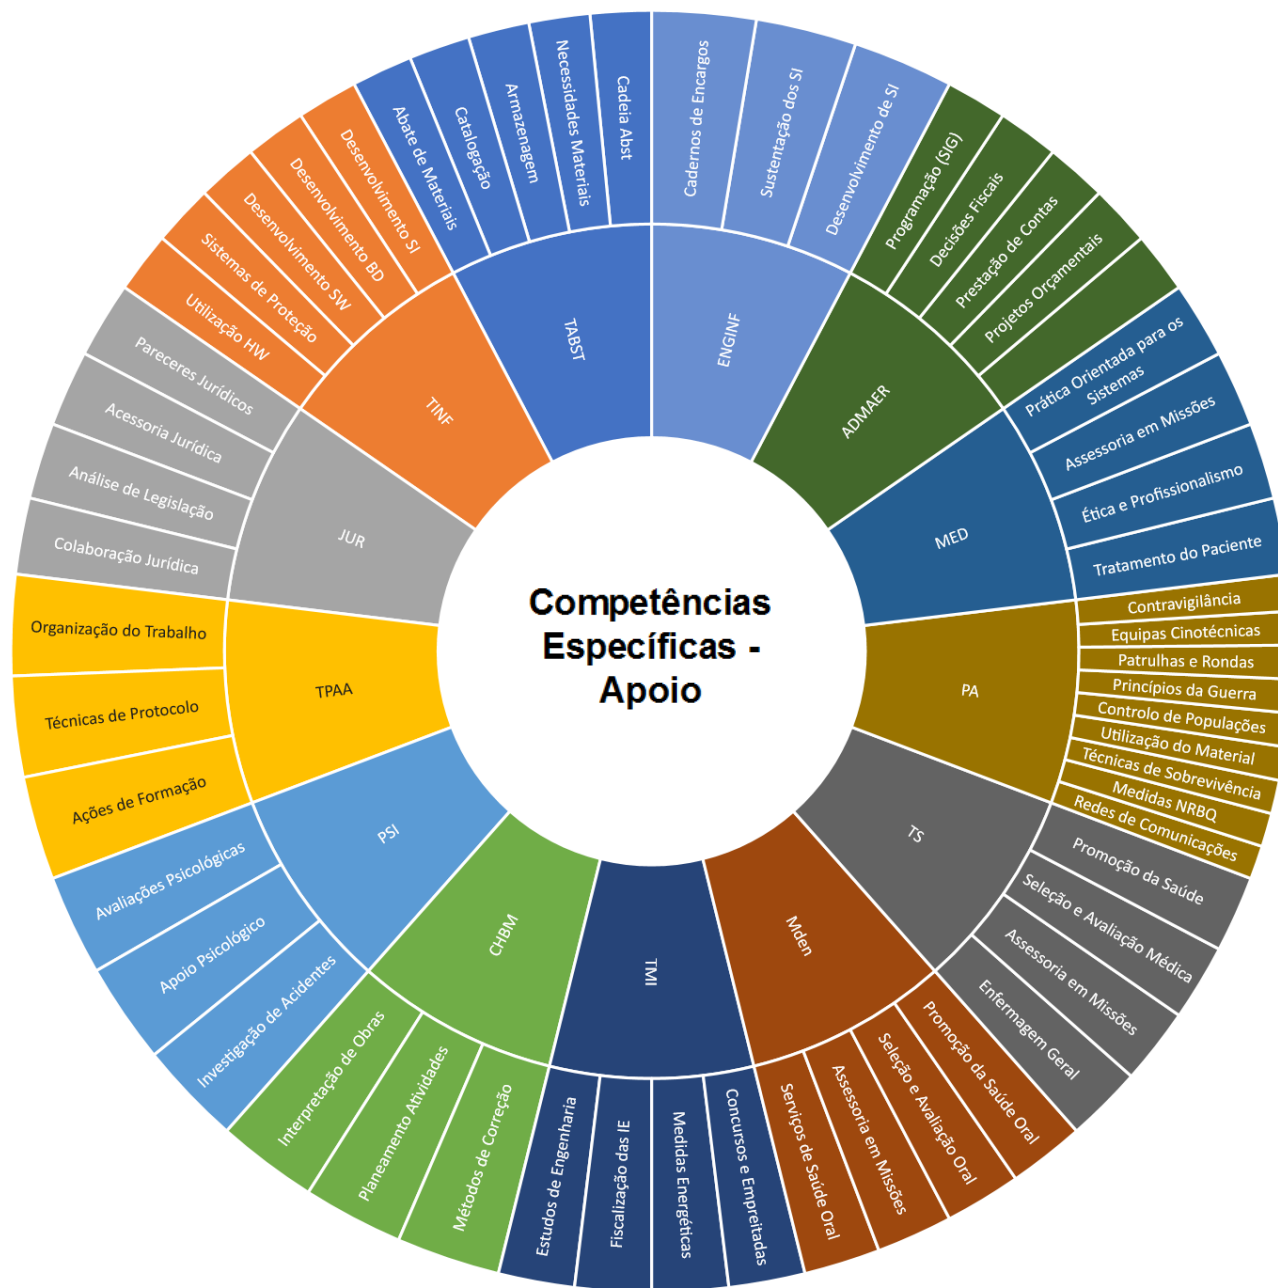 Competências
Específicas -
Apoio
ENGINF
Cadernos de Encargos
Sustentação dos SI
Desenvolvimento de SI
ADMAER
Programação (SIG)
Decisões Fiscais
Prestação de Contas
Projetos Orçamentais
MED
Prática Orientada para os
Sistemas
Assessoria em Missões
Ética e Profissionalismo
Tratamento do Paciente
PA
Contravigilância
Equipas Cinotécnicas
Patrulhas e Rondas
Princípios da Guerra
Controlo de Populações
Utilização do Material
Técnicas de Sobrevivência
Medidas NRBQ
Redes de Comunicações
TS
Promoção da Saúde
Seleção e Avaliação Médica
Assessoria em Missões
Enfermagem Geral
Mden
Promoção da Saúde Oral
Seleção e Avaliação Oral
Assessoria em Missões
Serviços de Saúde Oral
TMI
Concursos e Empreitadas
Medidas Energéticas
Fiscalização das IE
Estudos de Engenharia
CHBM
Métodos de Correção
Planeamento Atividades
Interpretação de Obras
PSI
Investigação de Acidentes
Apoio Psicológico
Avaliações Psicológicas
TPAA
Ações de Formação
Técnicas de Protocolo
Organização do Trabalho
JUR
Colaboração Jurídica
Análise de Legislação
Acessoria Jurídica
Pareceres Jurídicos
TINF
Utilização HW
Sistemas de Proteção
Desenvolvimento SW
Desenvolvimento BD
Desenvolvimento SI
TABST
Abate de Materiais
Catalogação
Armazenagem
Necessidades Materiais
Cadeia Abst